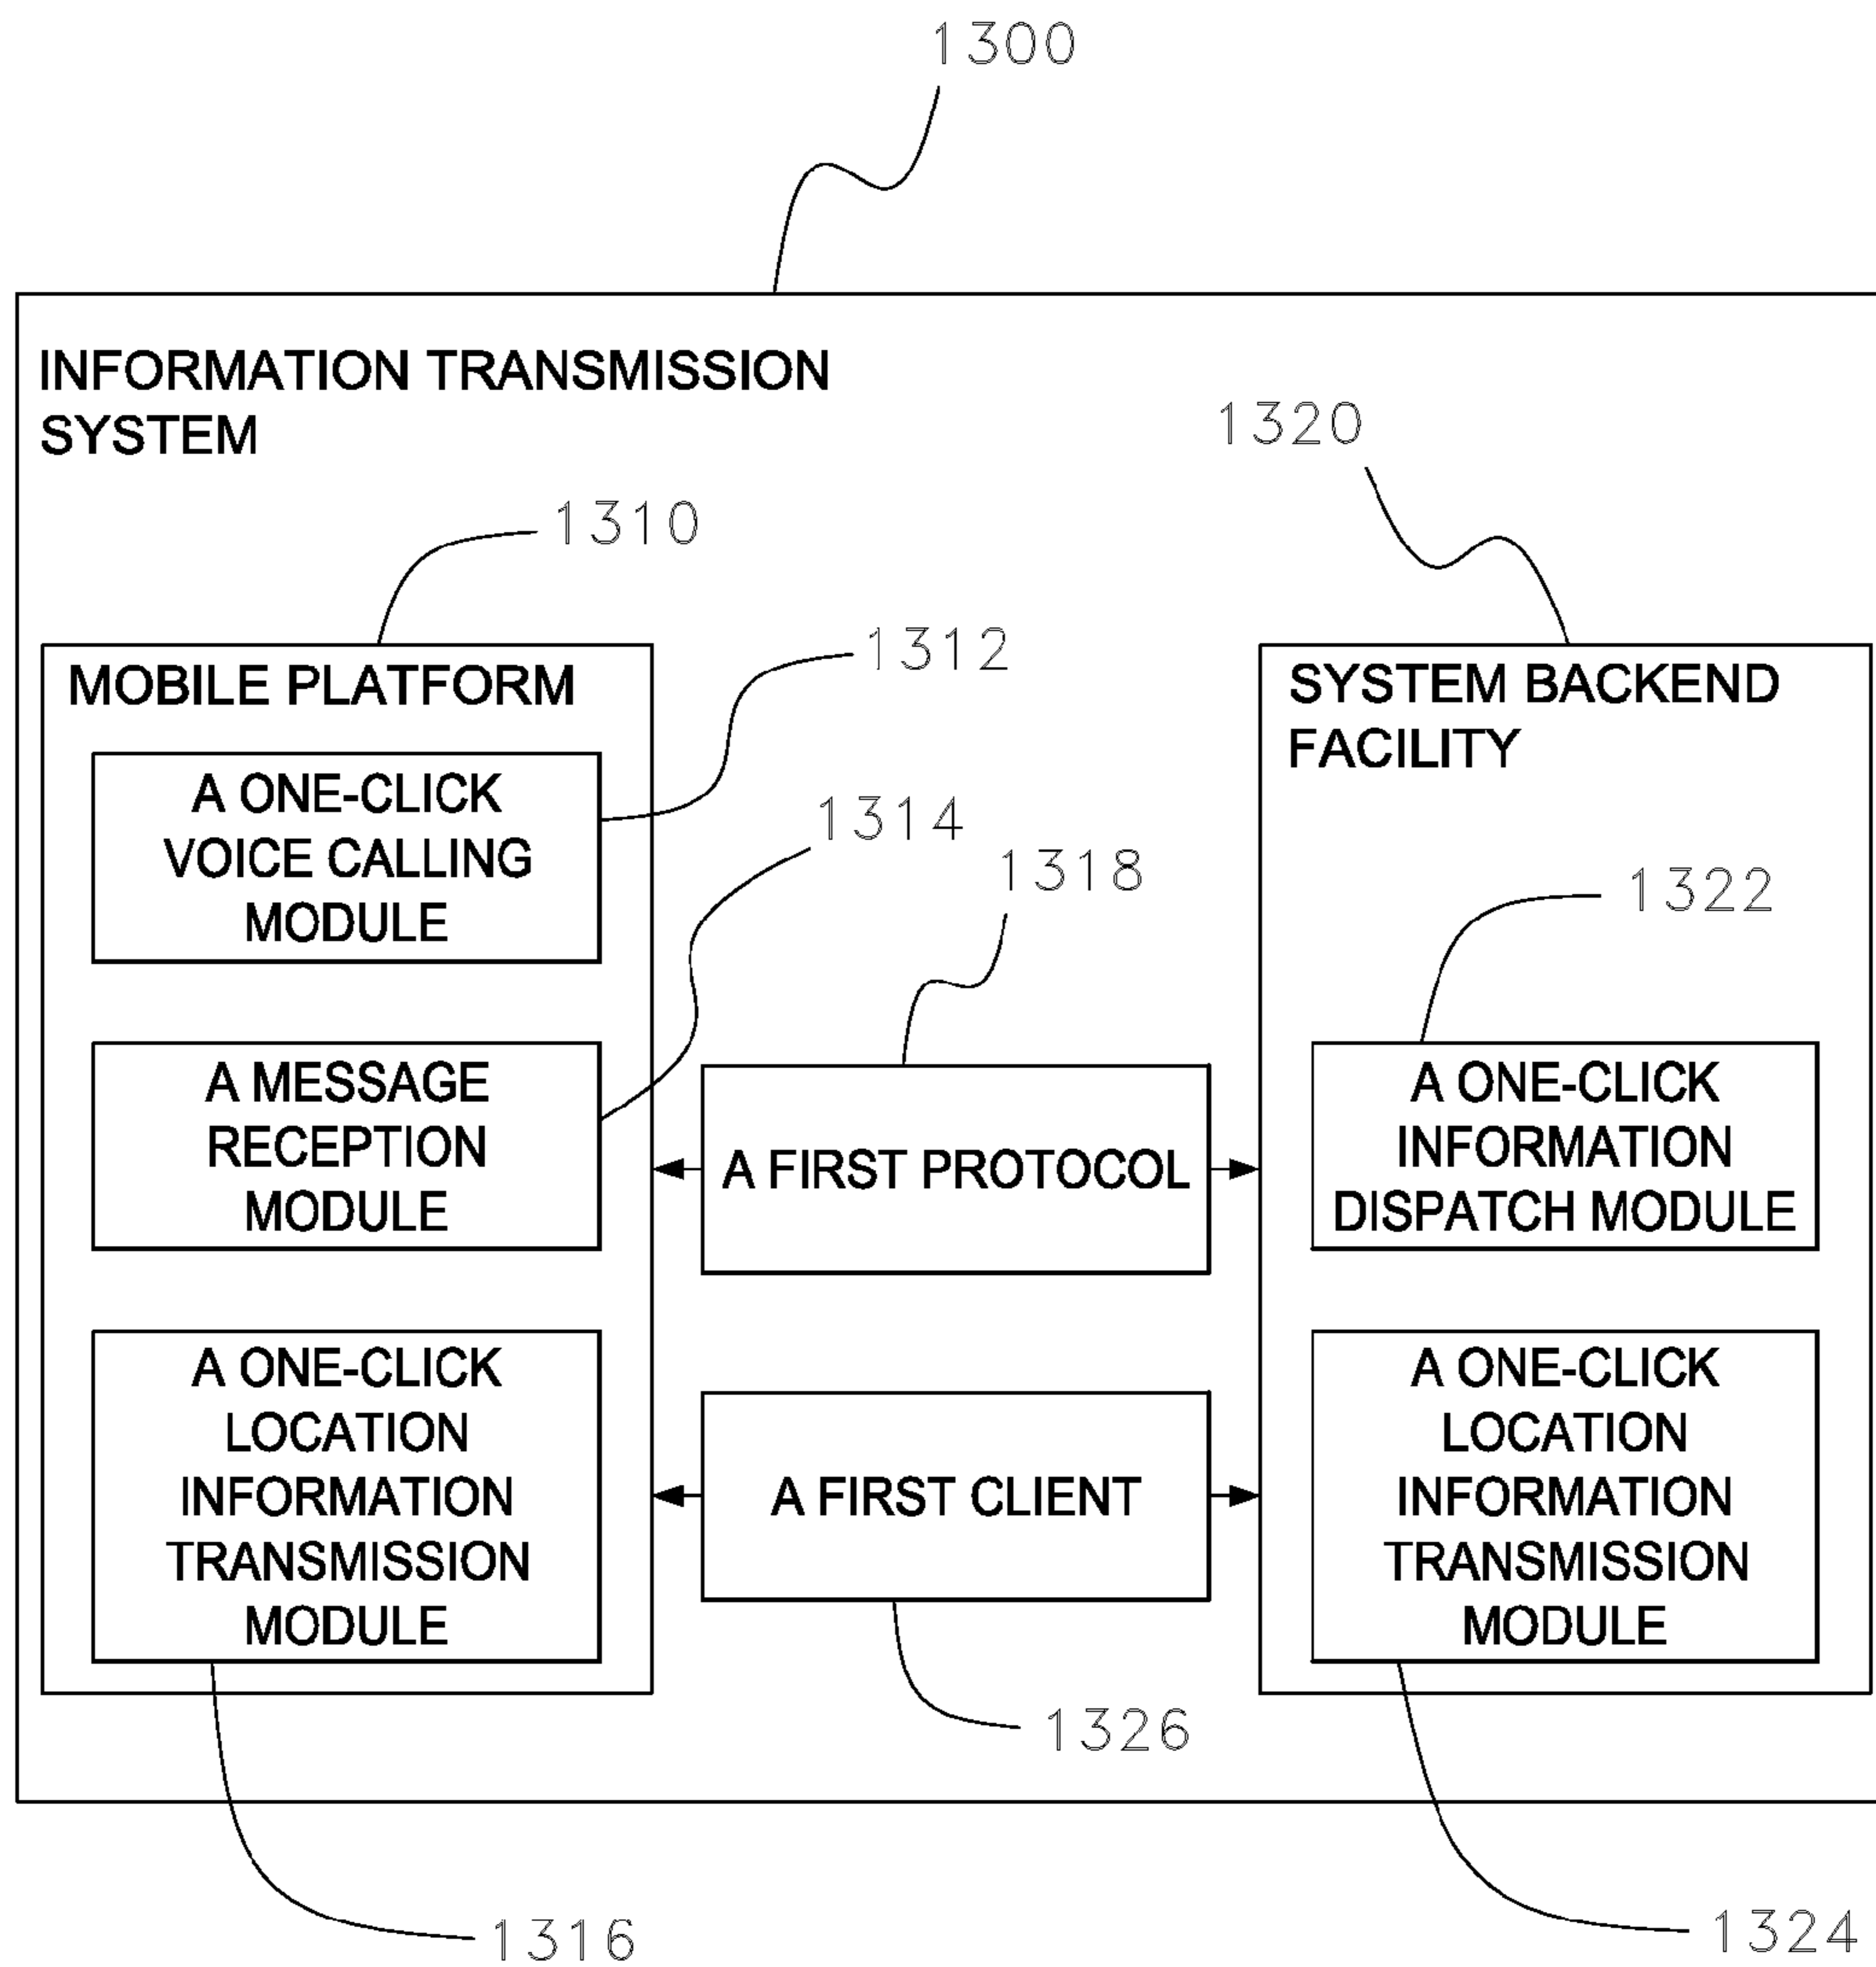 1300
INFORMATION TRANSMISSION
SYSTEM
1320
1310
1312
MOBILE PLATFORM
SYSTEM BACKEND
FACILITY
A ONE-CLICK
VOICE CALLING
MODULE
1314
1318
1322
A MESSAGE
RECEPTION
MODULE
A FIRST PROTOCOL
A ONE-CLICK
INFORMATION
DISPATCH MODULE
A ONE-CLICK
LOCATION
INFORMATION
TRANSMISSION
MODULE
A FIRST CLIENT
A ONE-CLICK
LOCATION
INFORMATION
TRANSMISSION
MODULE
1326
1316
1324